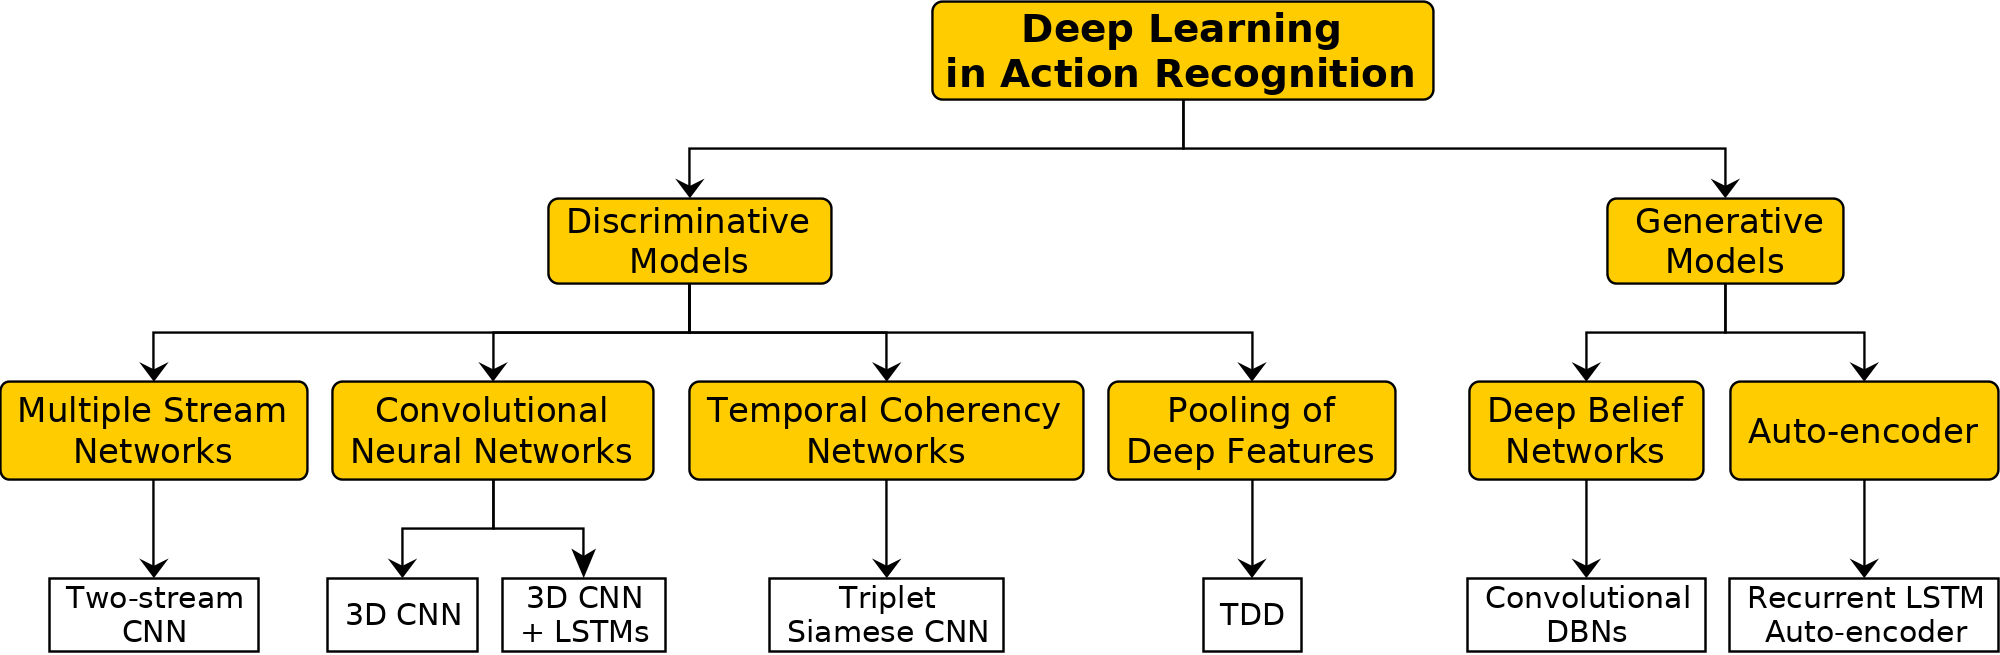 Deep Learning
in Action Recognition
Discriminative
Models
Generative
Models
Multiple Stream
Networks
Convolutional
Neural Networks
Temporal Coherency
Networks
Pooling of
Deep Features
Deep Belief
Networks
Auto-encoder
Two-stream
CNN
3D CNN
3D CNN
+ LSTMs
Triplet
Siamese CNN
TDD
Convolutional
DBNs
Recurrent LSTM
Auto-encoder